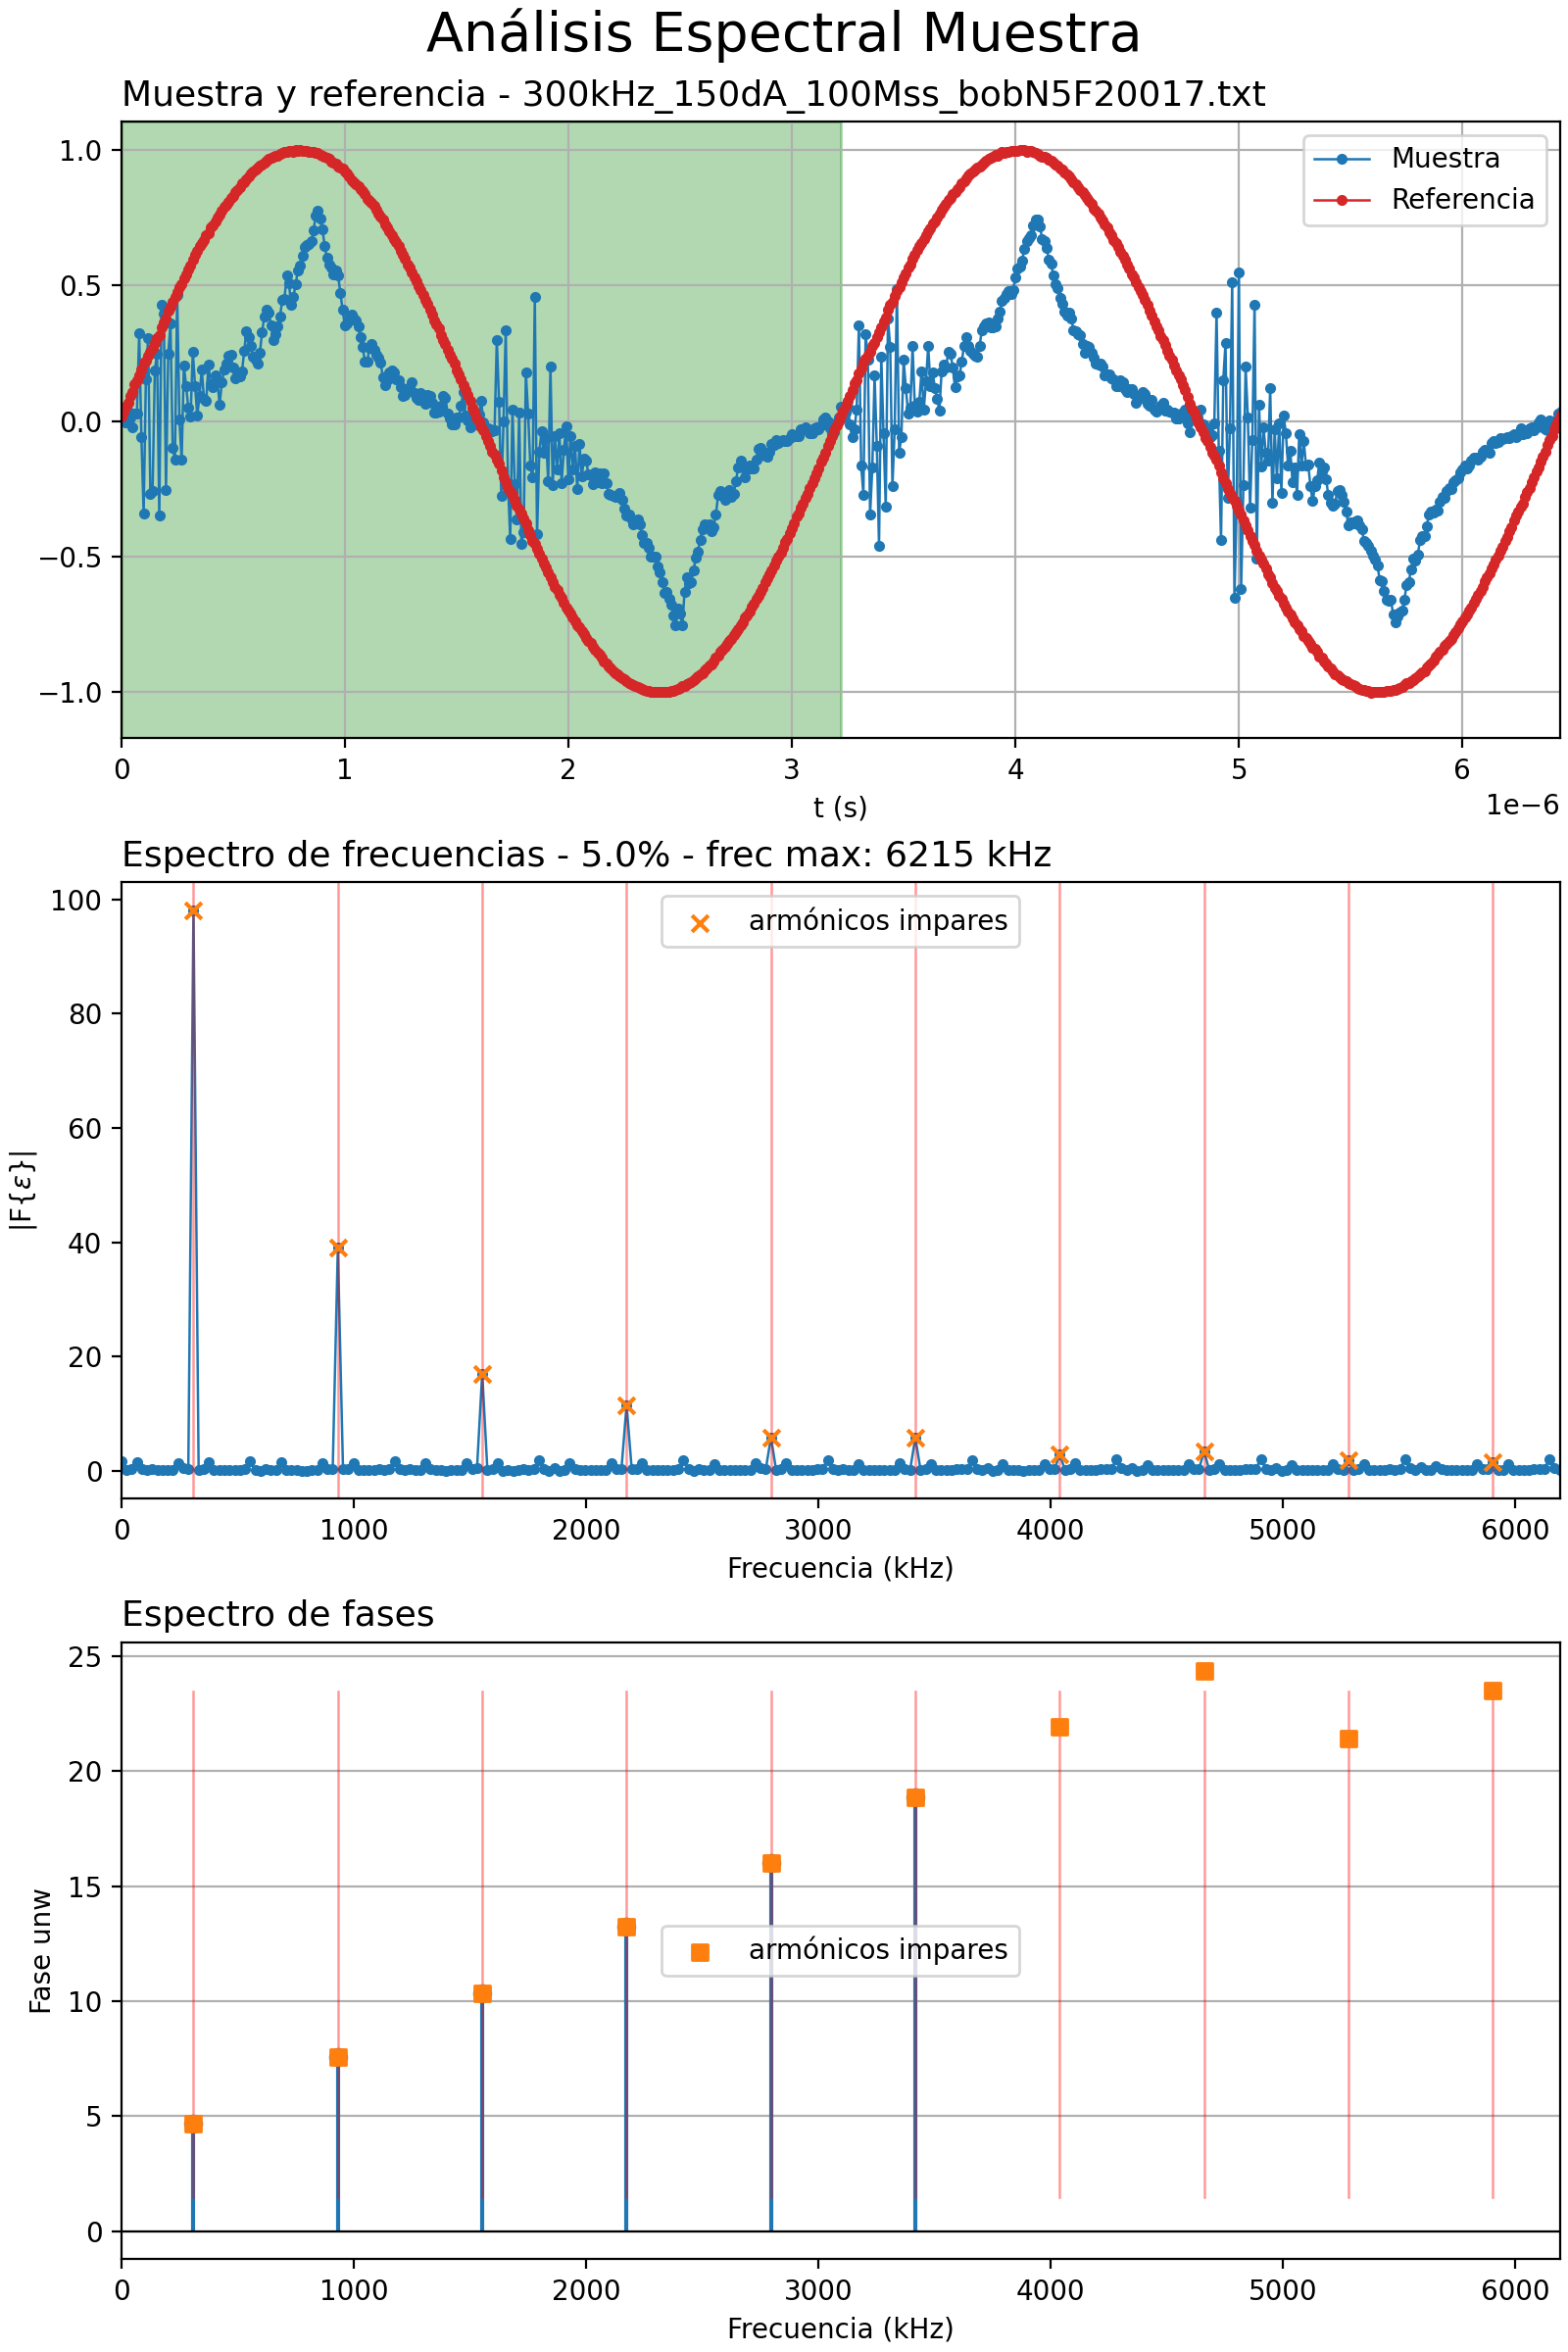 Análisis Espectral Muestra
Muestra y referencia - 300kHz_150dA_100Mss_bobN5F20017.txt
1.0
0.5
0.0
−0.5
−1.0
Muestra
Referencia
0 1 2 3 4 5 6
t (s)
1e−6
Espectro de frecuencias - 5.0% - frec max: 6215 kHz
|F{ε}|
100
80
60
40
20
0
armónicos impares
0 1000 2000 3000 4000 5000 6000
Frecuencia (kHz)
Espectro de fases
Fase unw
25
20
15
10
5
0
armónicos impares
0 1000 2000 3000 4000 5000 6000
Frecuencia (kHz)